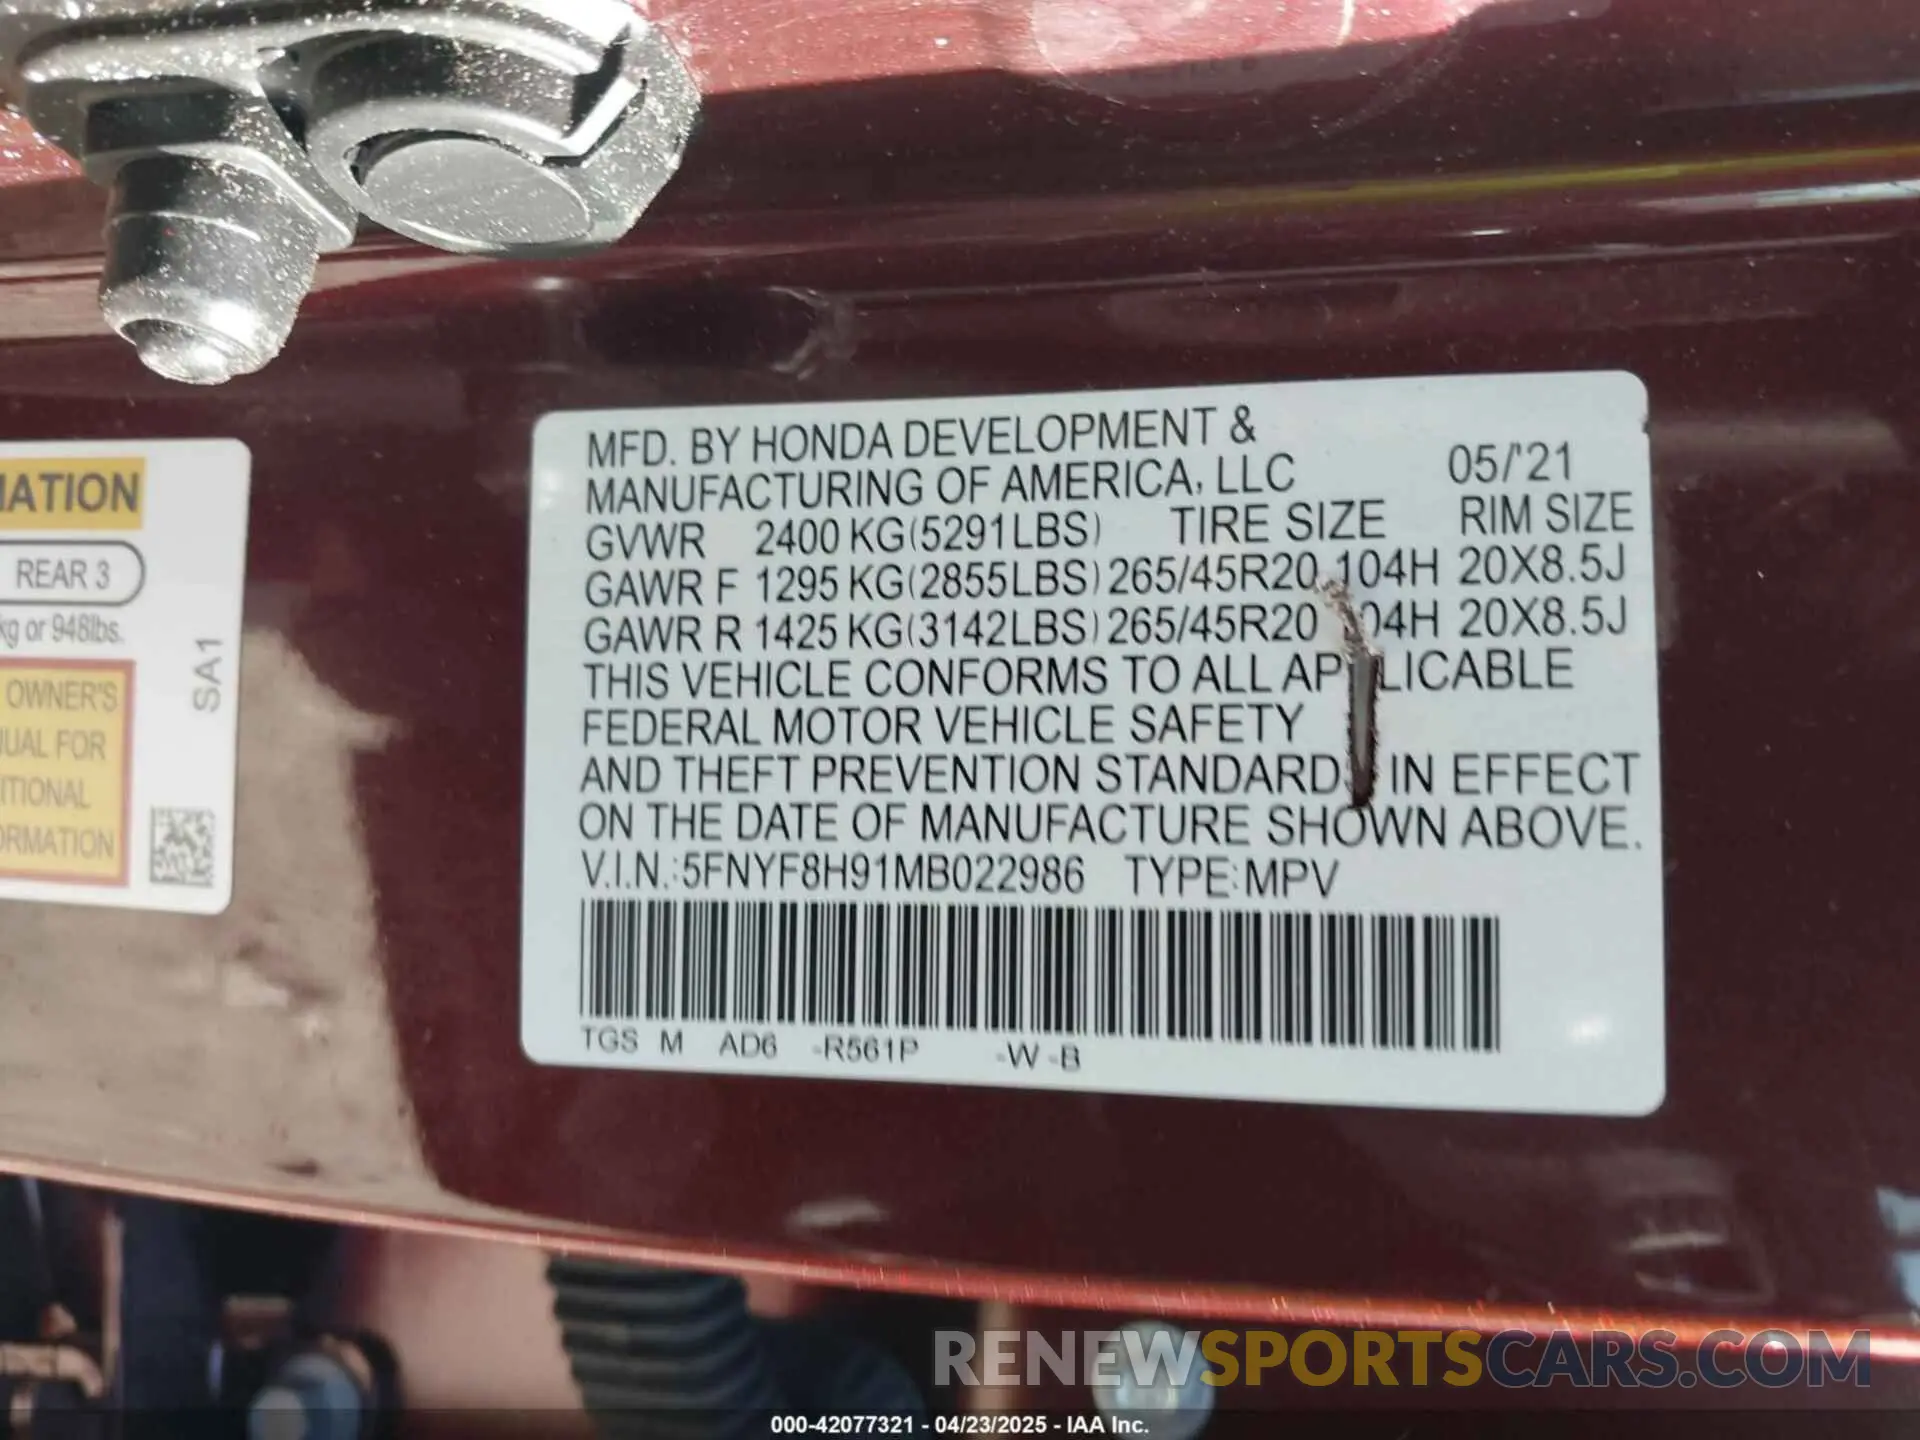 MATION
REAR 3
kg or 948lbs.
OWNER'S
FOR
SA1
MFD. BY HONDA DEVELOPMENT &
MANUFACTURING OF AMERICA, LLC 05/'21
GVWR 2400 KG(5291LBS) TIRE SIZE RIM SIZE
GAWR F 1295 KG(2855LBS) 265/45R20 104H 20X8.5J
GAWR R 1425 KG(3142LBS) 265/45R20 104H 20X8.5J
THIS VEHICLE CONFORMS TO ALL APPLICABLE
FEDERAL MOTOR VEHICLE SAFETY
AND THEFT PREVENTION STANDARDS IN EFFECT
ON THE DATE OF MANUFACTURE SHOWN ABOVE.
V.I.N.:5FNYF8H91MB022986 TYPE:MPV
TGS M AD6 -R561P -W -B
RENEWSPORTSCARS.COM
000-42077321 - 04/23/2025 - IAA Inc.